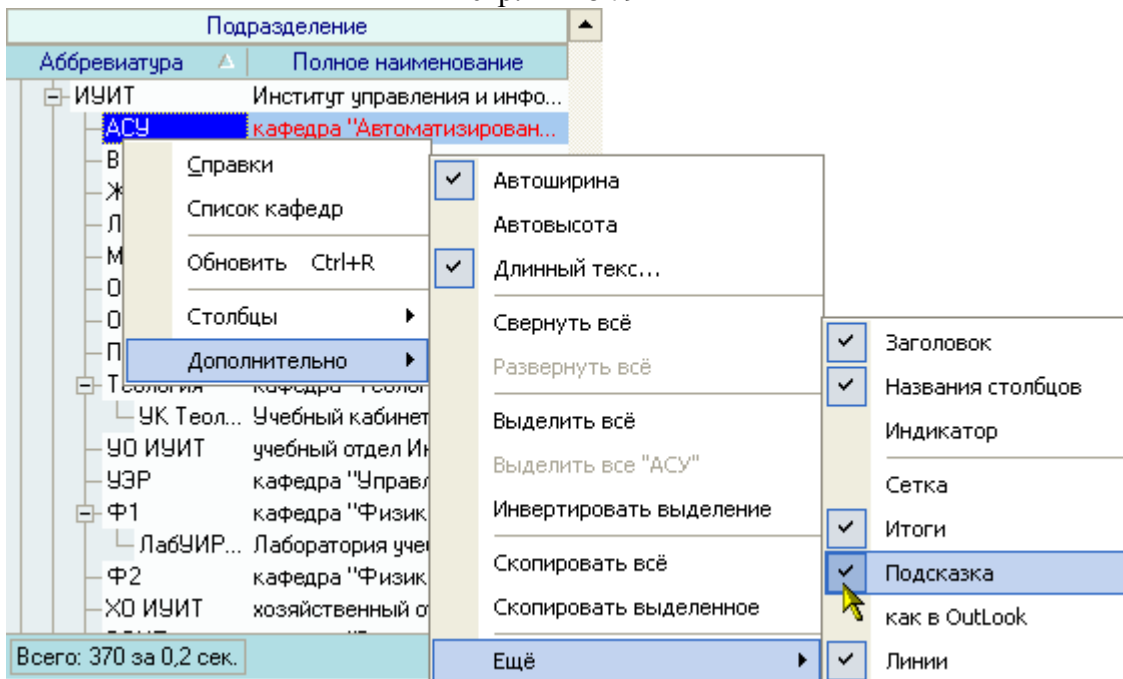 Подразделение
Аббревиатура Полное наименование
ИУИТ Институт управления и инфо...
АСУ кафедра "Автоматизирован...
В
Ж
Л
М
О
О
П
Теология кафедра "Теолог
УК Теол... Учебный кабинет
УО ИУИТ учебный отдел Ин
УЗР кафедра "Управл
Ф1 кафедра "Физик
ЛабУИР... Лаборатория учеб
Ф2 кафедра "Физик
ХО ИУИТ хозяйственный о
Всего: 370 за 0,2 сек.
Справки
Список кафедр
Обновить Ctrl+R
Столбцы
Дополнительно
Автоширина
Автовысота
Длинный текс...
Свернуть всё
Развернуть всё
Выделить всё
Выделить все "АСУ"
Инвертировать выделение
Скопировать всё
Скопировать выделенное
Ещё
Заголовок
Названия столбцов
Индикатор
Сетка
Итоги
Подсказка
как в OutLook
Линии